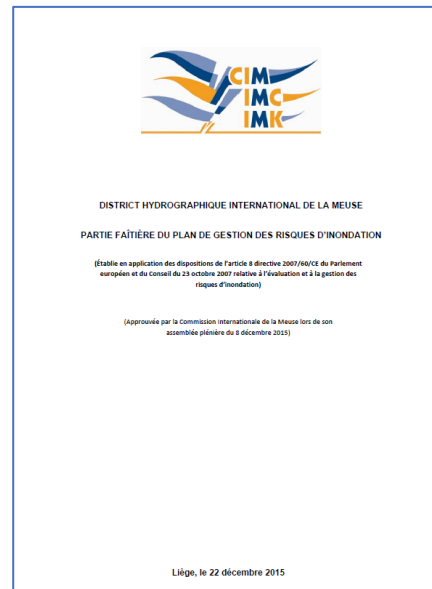 CIM
IMC
IMK
DISTRICT HYDROGRAPHIQUE INTERNATIONAL DE LA MEUSE
PARTIE FAÎTIÈRE DU PLAN DE GESTION DES RISQUES D'INONDATION
(Établie en application des dispositions de l'article 8 directive 2007/60/CE du Parlement
européen et du Conseil du 23 octobre 2007 relative à l'évaluation et à la gestion des
risques d'inondation)
(Approuvée par la Commission Internationale de la Meuse lors de son
assemblée plénière du 8 décembre 2015)
Liège, le 22 décembre 2015